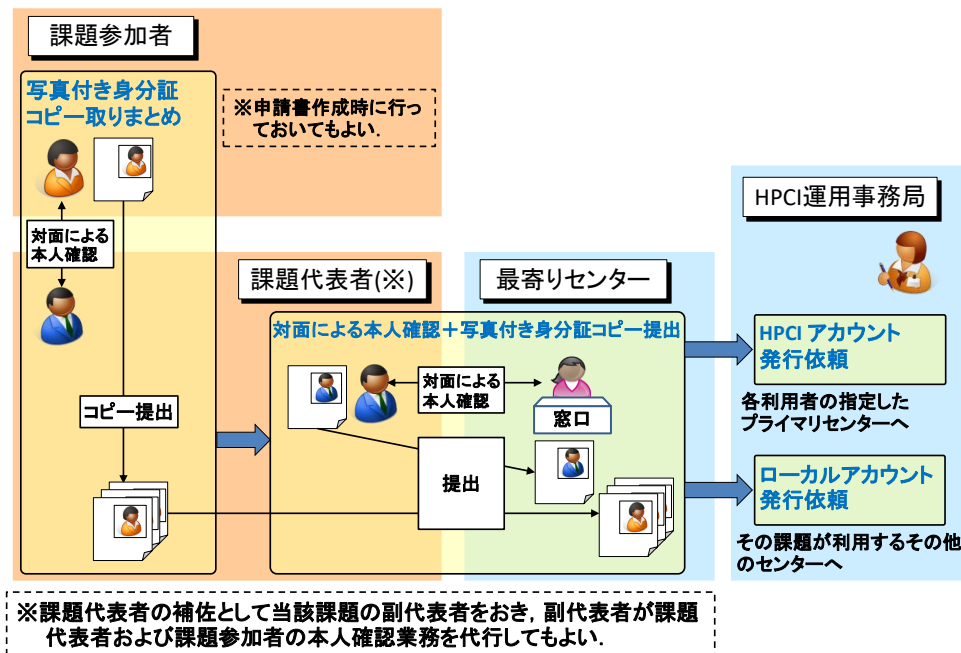 課題参加者
写真付き身分証
コピー取りまとめ
※申請書作成時に行っ
ておいてもよい.
対面による
本人確認
コピー提出
課題代表者(※)
最寄りセンター
対面による本人確認＋写真付き身分証コピー提出
対面による
本人確認
窓口
提出
HPCI運用事務局
HPCI アカウント
発行依頼
各利用者の指定した
プライマリセンターへ
ローカルアカウント
発行依頼
その課題が利用するその他
のセンターへ
※課題代表者の補佐として当該課題の副代表者をおき，副代表者が課題
代表者および課題参加者の本人確認業務を代行してもよい.